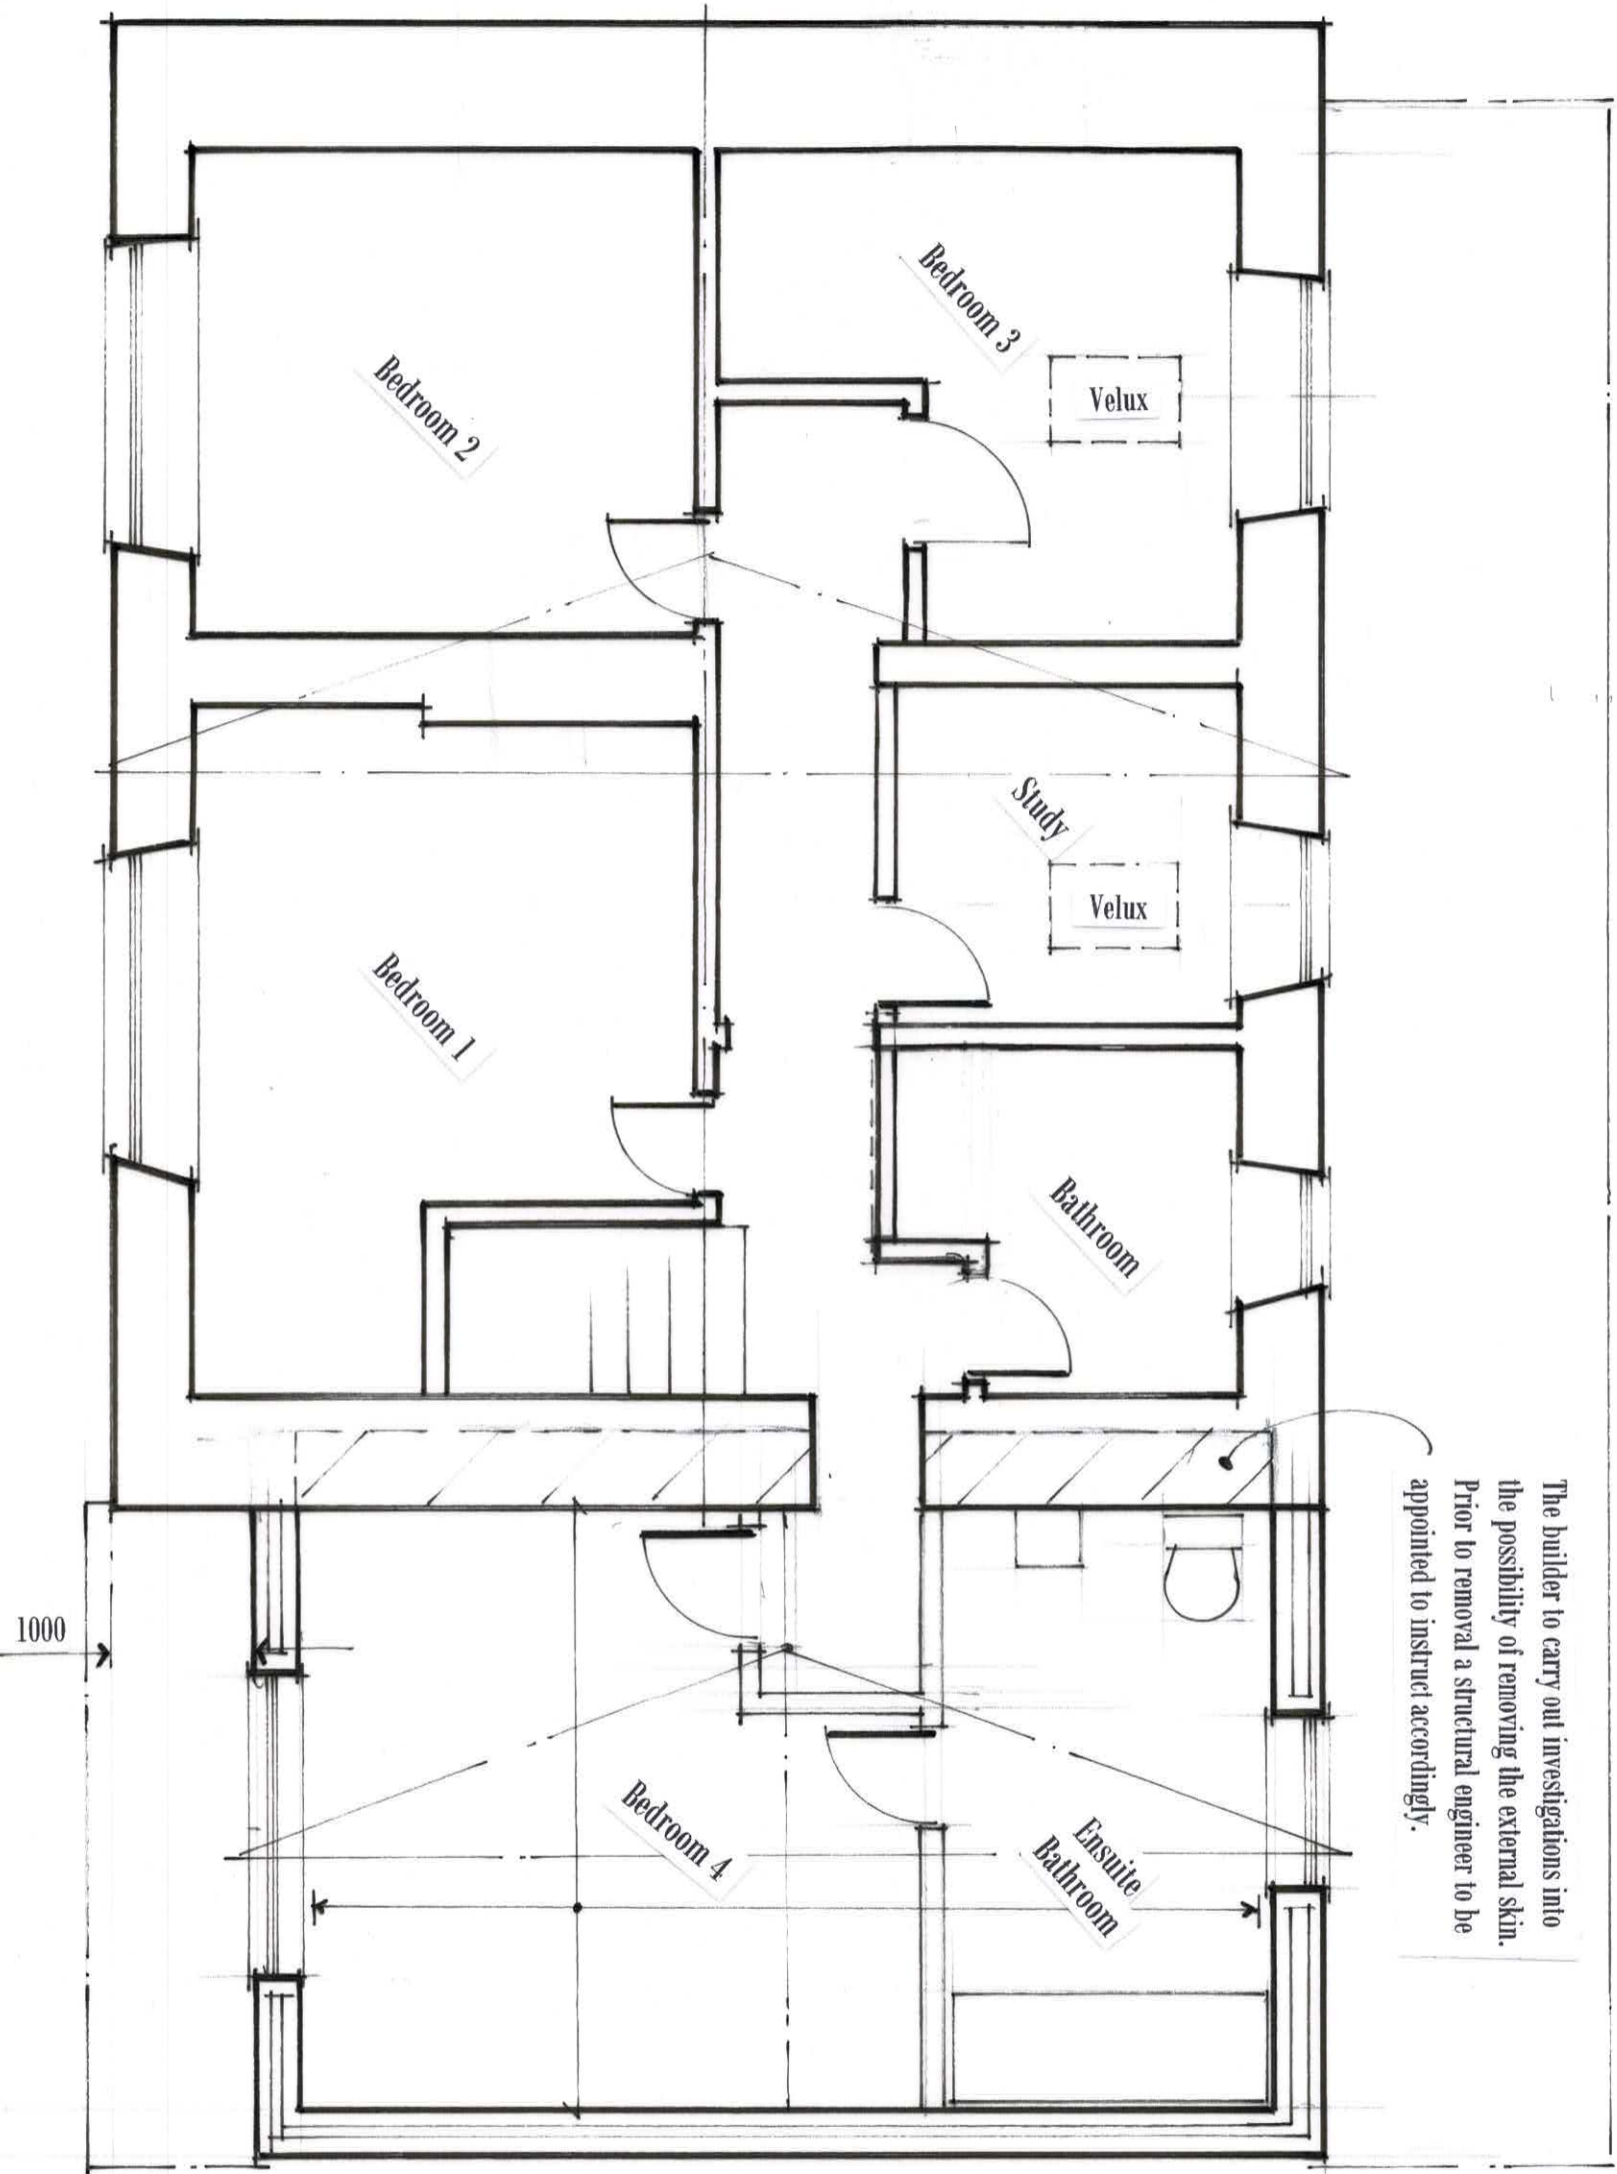 Bedroom 2
Bedroom 3
Velux
Study
Velux
Bedroom 1
Bathroom
The builder to carry out investigations into
the possibility of removing the external skin.
Prior to removal a structural engineer to be
appointed to instruct accordingly.
1000
Bedroom 4
Ensuite
Bathroom